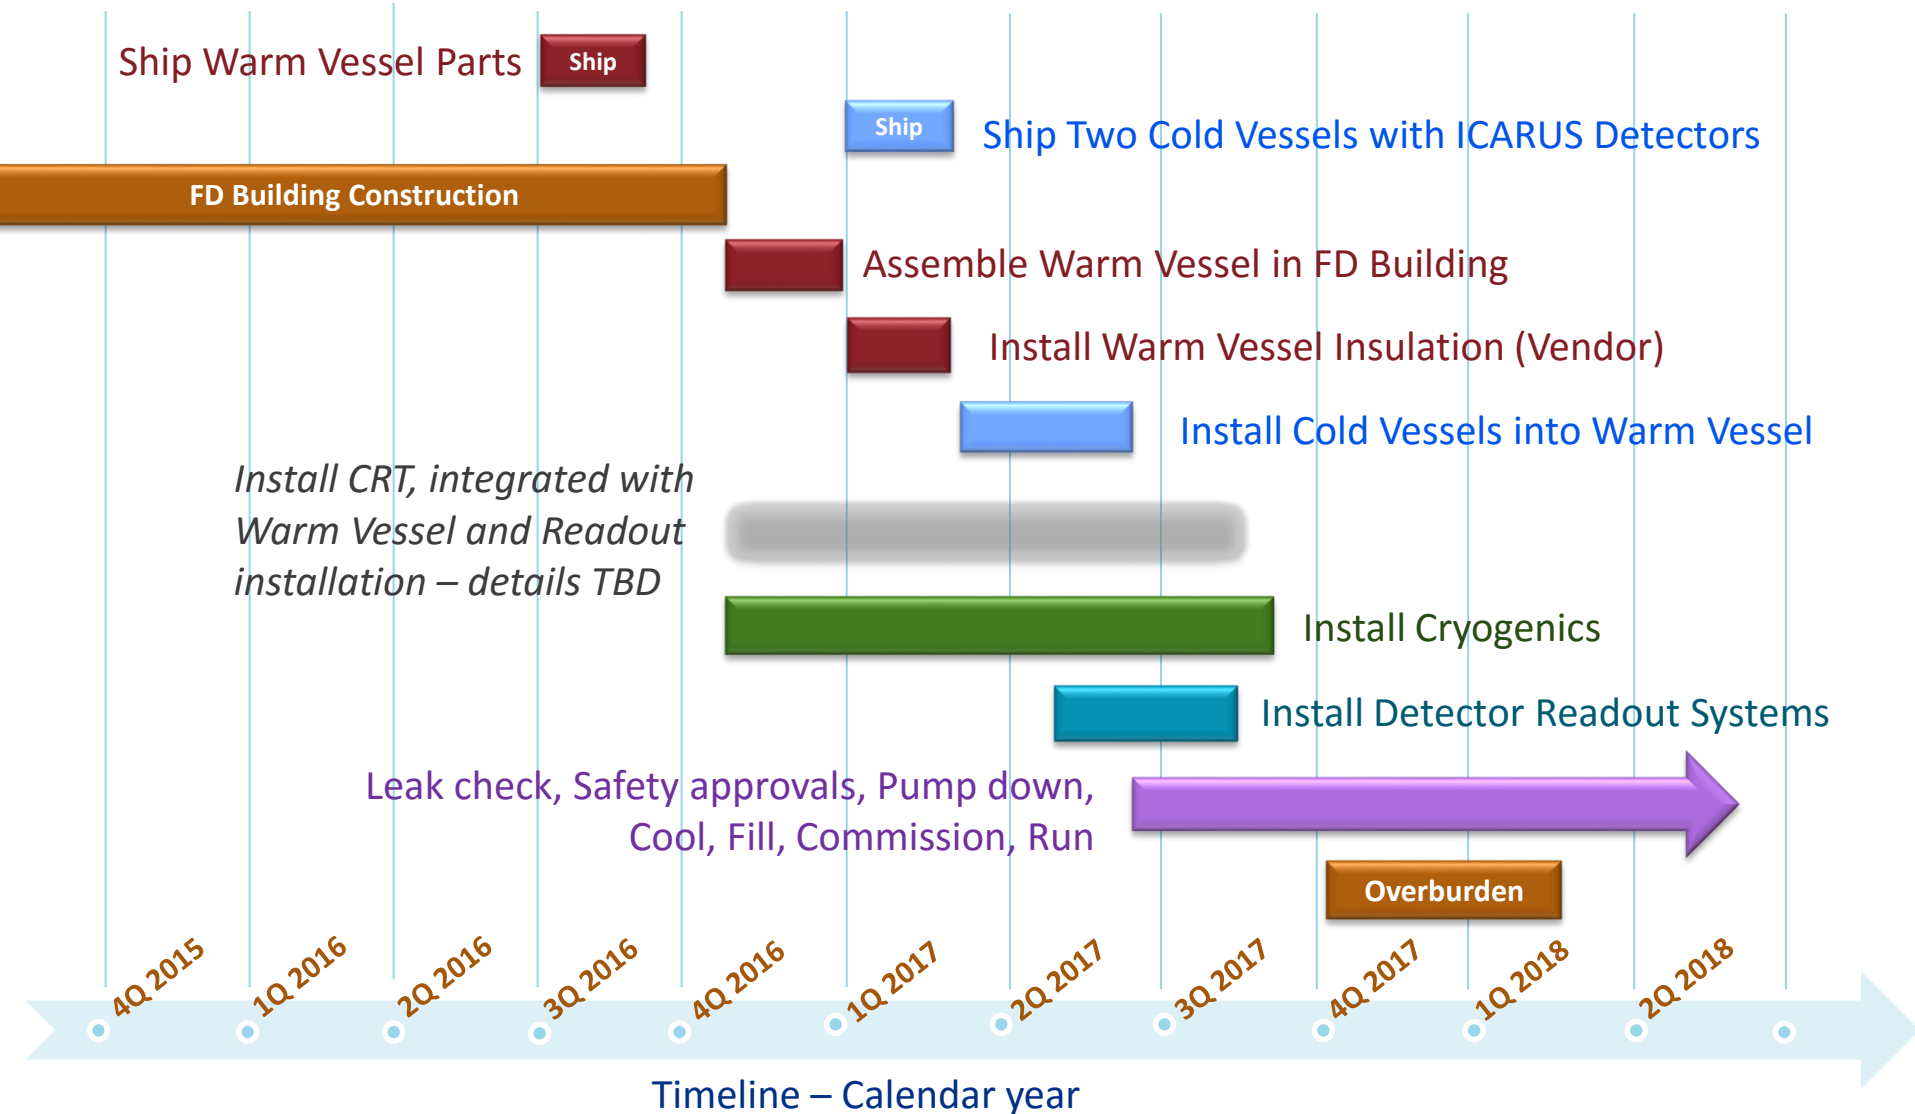 Ship Warm Vessel Parts
Ship
Ship
Ship Two Cold Vessels with ICARUS Detectors
FD Building Construction
Assemble Warm Vessel in FD Building
Install Warm Vessel Insulation (Vendor)
Install Cold Vessels into Warm Vessel
Install CRT, integrated with
Warm Vessel and Readout
installation – details TBD
Install Cryogenics
Install Detector Readout Systems
Leak check, Safety approvals, Pump down,
Cool, Fill, Commission, Run
Overburden
4Q 2015
1Q 2016
2Q 2016
3Q 2016
4Q 2016
1Q 2017
2Q 2017
3Q 2017
4Q 2017
1Q 2018
2Q 2018
Timeline – Calendar year